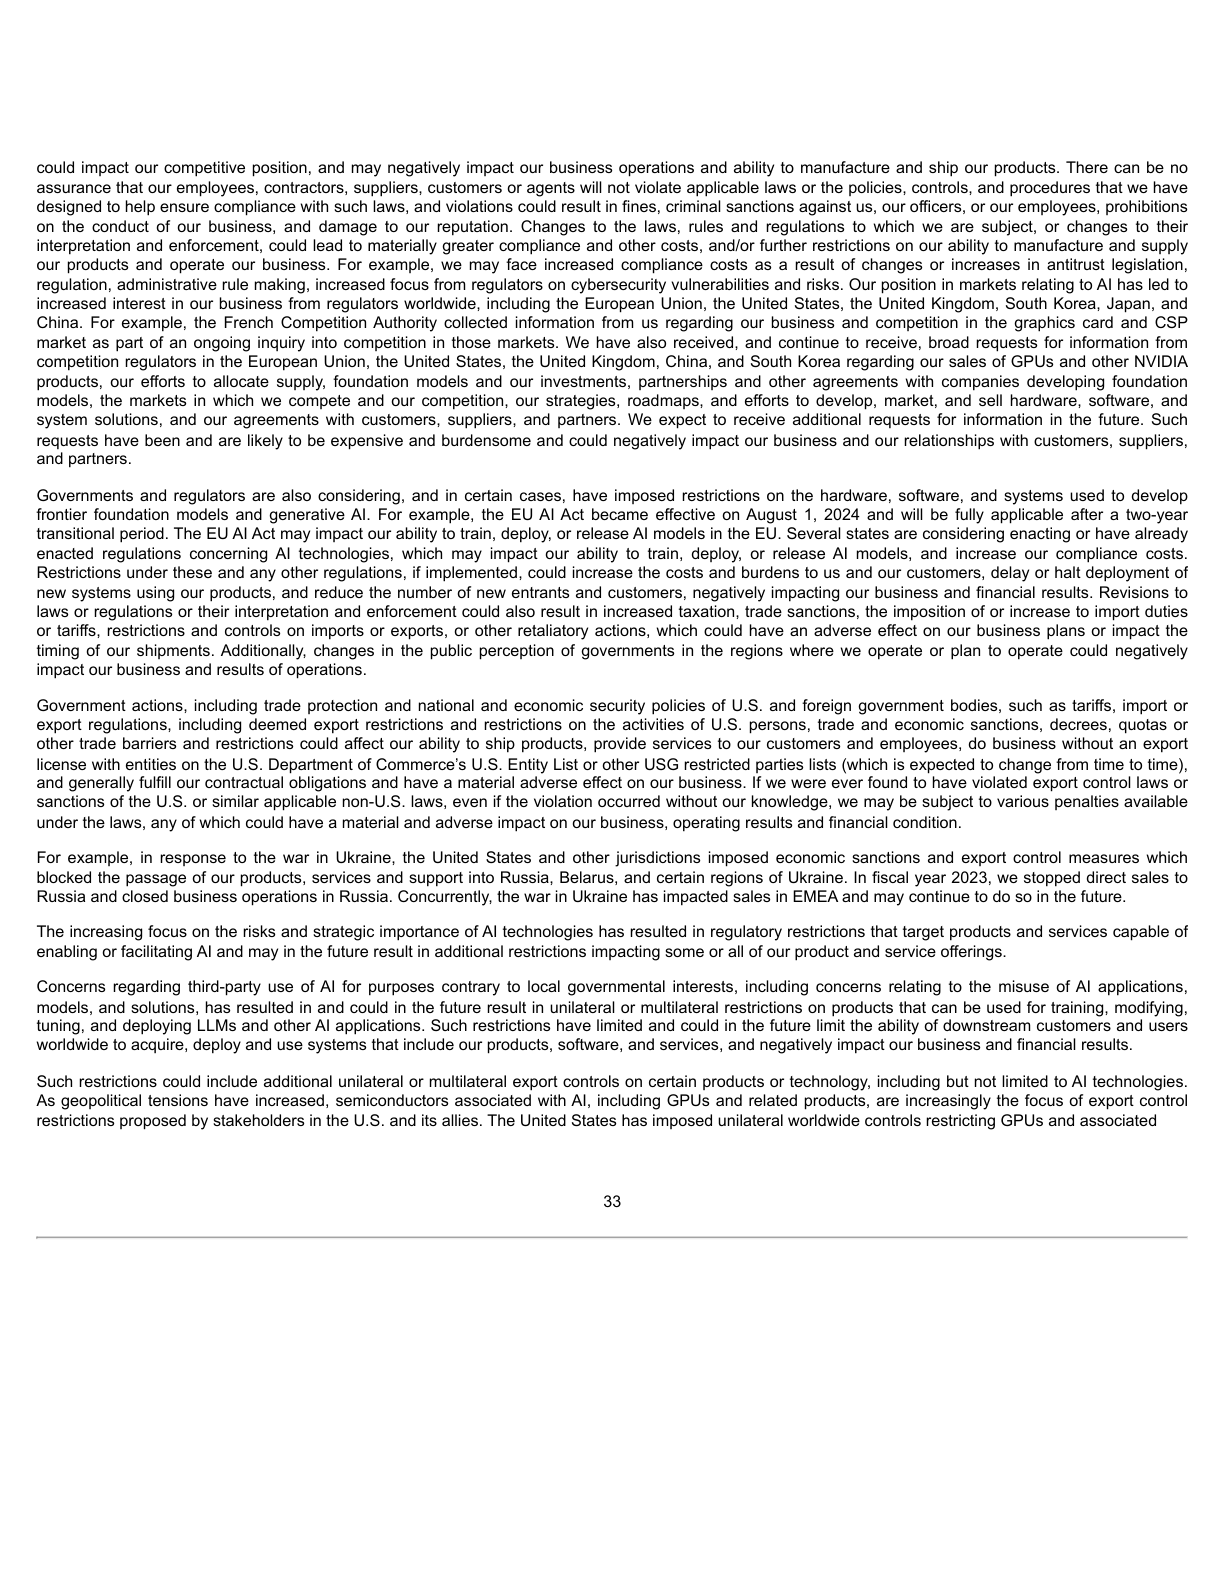 could impact our competitive position, and may negatively impact our business operations and ability to manufacture and ship our products. There can be no
assurance that our employees, contractors, suppliers, customers or agents will not violate applicable laws or the policies, controls, and procedures that we have
designed to help ensure compliance with such laws, and violations could result in fines, criminal sanctions against us, our officers, or our employees, prohibitions
on the conduct of our business, and damage to our reputation. Changes to the laws, rules and regulations to which we are subject, or changes to their
interpretation and enforcement, could lead to materially greater compliance and other costs, and/or further restrictions on our ability to manufacture and supply
our products and operate our business. For example, we may face increased compliance costs as a result of changes or increases in antitrust legislation,
regulation, administrative rule making, increased focus from regulators on cybersecurity vulnerabilities and risks. Our position in markets relating to AI has led to
increased interest in our business from regulators worldwide, including the European Union, the United States, the United Kingdom, South Korea, Japan, and
China. For example, the French Competition Authority collected information from us regarding our business and competition in the graphics card and CSP
market as part of an ongoing inquiry into competition in those markets. We have also received, and continue to receive, broad requests for information from
competition regulators in the European Union, the United States, the United Kingdom, China, and South Korea regarding our sales of GPUs and other NVIDIA
products, our efforts to allocate supply, foundation models and our investments, partnerships and other agreements with companies developing foundation
models, the markets in which we compete and our competition, our strategies, roadmaps, and efforts to develop, market, and sell hardware, software, and
system solutions, and our agreements with customers, suppliers, and partners. We expect to receive additional requests for information in the future. Such
requests have been and are likely to be expensive and burdensome and could negatively impact our business and our relationships with customers, suppliers,
and partners.
Governments and regulators are also considering, and in certain cases, have imposed restrictions on the hardware, software, and systems used to develop
frontier foundation models and generative AI. For example, the EU AI Act became effective on August 1, 2024 and will be fully applicable after a two-year
transitional period. The EU AI Act may impact our ability to train, deploy, or release AI models in the EU. Several states are considering enacting or have already
enacted regulations concerning AI technologies, which may impact our ability to train, deploy, or release AI models, and increase our compliance costs.
Restrictions under these and any other regulations, if implemented, could increase the costs and burdens to us and our customers, delay or halt deployment of
new systems using our products, and reduce the number of new entrants and customers, negatively impacting our business and financial results. Revisions to
laws or regulations or their interpretation and enforcement could also result in increased taxation, trade sanctions, the imposition of or increase to import duties
or tariffs, restrictions and controls on imports or exports, or other retaliatory actions, which could have an adverse effect on our business plans or impact the
timing of our shipments. Additionally, changes in the public perception of governments in the regions where we operate or plan to operate could negatively
impact our business and results of operations.
Government actions, including trade protection and national and economic security policies of U.S. and foreign government bodies, such as tariffs, import or
export regulations, including deemed export restrictions and restrictions on the activities of U.S. persons, trade and economic sanctions, decrees, quotas or
other trade barriers and restrictions could affect our ability to ship products, provide services to our customers and employees, do business without an export
license with entities on the U.S. Department of Commerce’s U.S. Entity List or other USG restricted parties lists (which is expected to change from time to time),
and generally fulfill our contractual obligations and have a material adverse effect on our business. If we were ever found to have violated export control laws or
sanctions of the U.S. or similar applicable non-U.S. laws, even if the violation occurred without our knowledge, we may be subject to various penalties available
under the laws, any of which could have a material and adverse impact on our business, operating results and financial condition.
For example, in response to the war in Ukraine, the United States and other jurisdictions imposed economic sanctions and export control measures which
blocked the passage of our products, services and support into Russia, Belarus, and certain regions of Ukraine. In fiscal year 2023, we stopped direct sales to
Russia and closed business operations in Russia. Concurrently, the war in Ukraine has impacted sales in EMEA and may continue to do so in the future.
The increasing focus on the risks and strategic importance of AI technologies has resulted in regulatory restrictions that target products and services capable of
enabling or facilitating AI and may in the future result in additional restrictions impacting some or all of our product and service offerings.
Concerns regarding third-party use of AI for purposes contrary to local governmental interests, including concerns relating to the misuse of AI applications,
models, and solutions, has resulted in and could in the future result in unilateral or multilateral restrictions on products that can be used for training, modifying,
tuning, and deploying LLMs and other AI applications. Such restrictions have limited and could in the future limit the ability of downstream customers and users
worldwide to acquire, deploy and use systems that include our products, software, and services, and negatively impact our business and financial results.
Such restrictions could include additional unilateral or multilateral export controls on certain products or technology, including but not limited to AI technologies.
As geopolitical tensions have increased, semiconductors associated with AI, including GPUs and related products, are increasingly the focus of export control
restrictions proposed by stakeholders in the U.S. and its allies. The United States has imposed unilateral worldwide controls restricting GPUs and associated
33